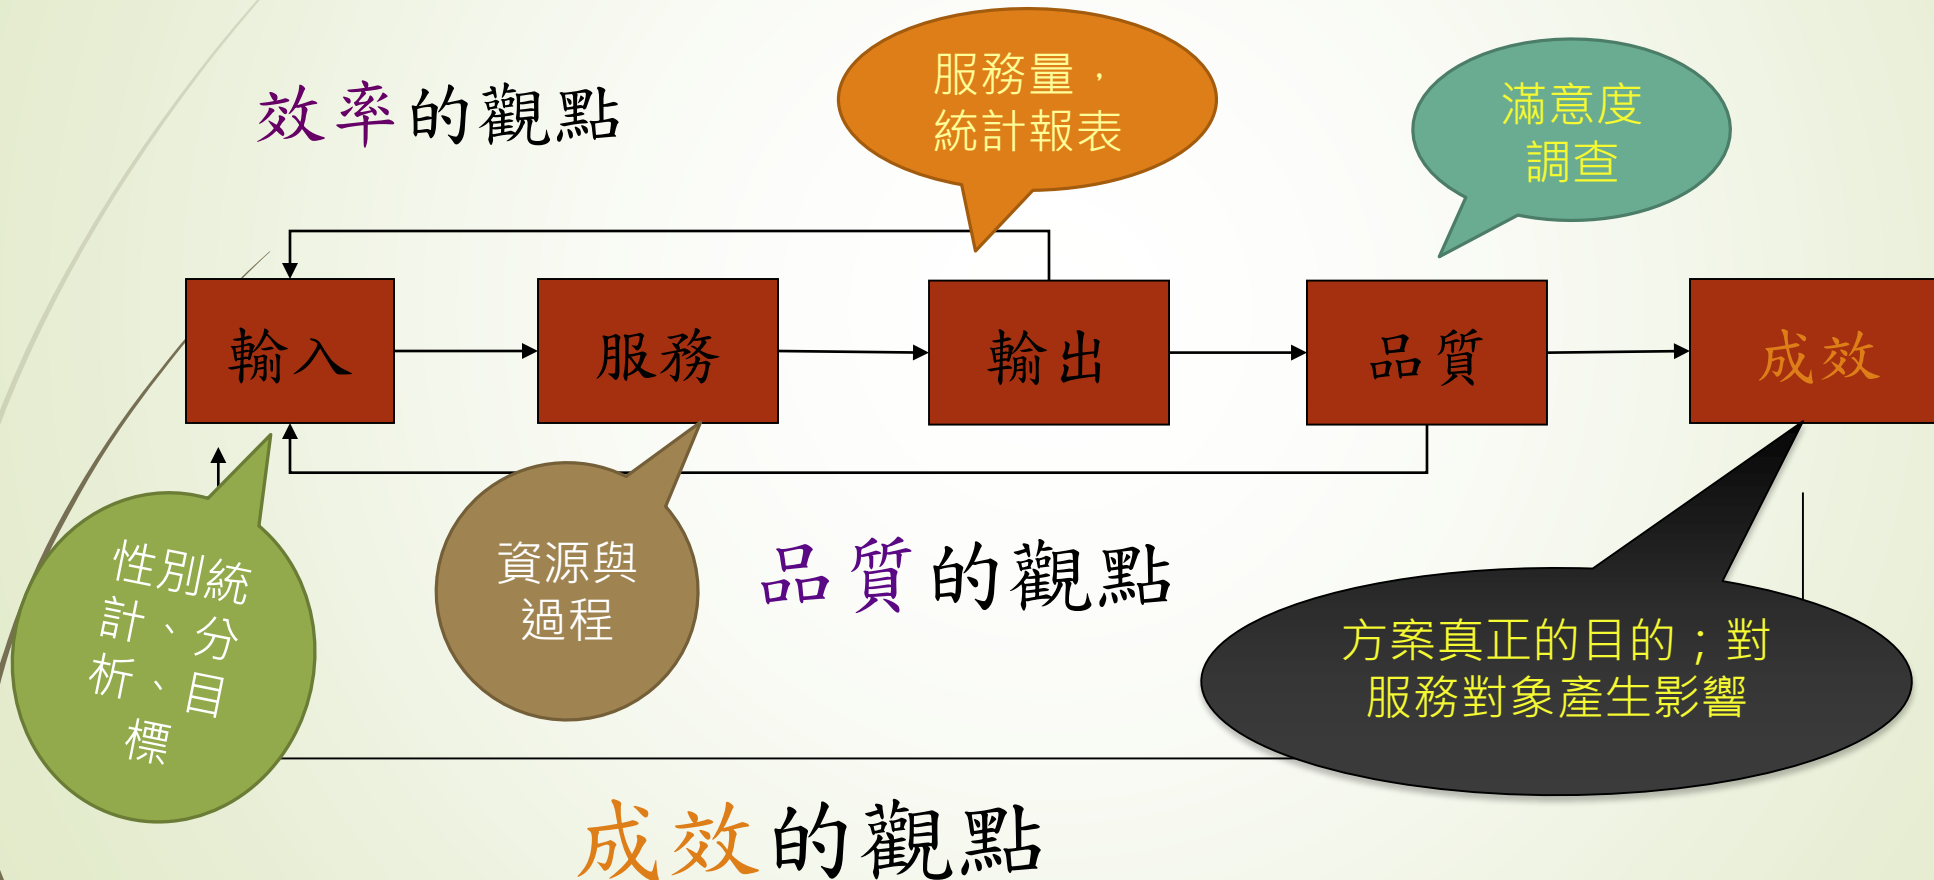 效率的觀點
服務量，
統計報表
滿意度
調查
輸入
服務
輸出
品質
成效
性別統
計、分
析、目
標
資源與
過程
品質的觀點
方案真正的目的；對
服務對象產生影響
成效的觀點